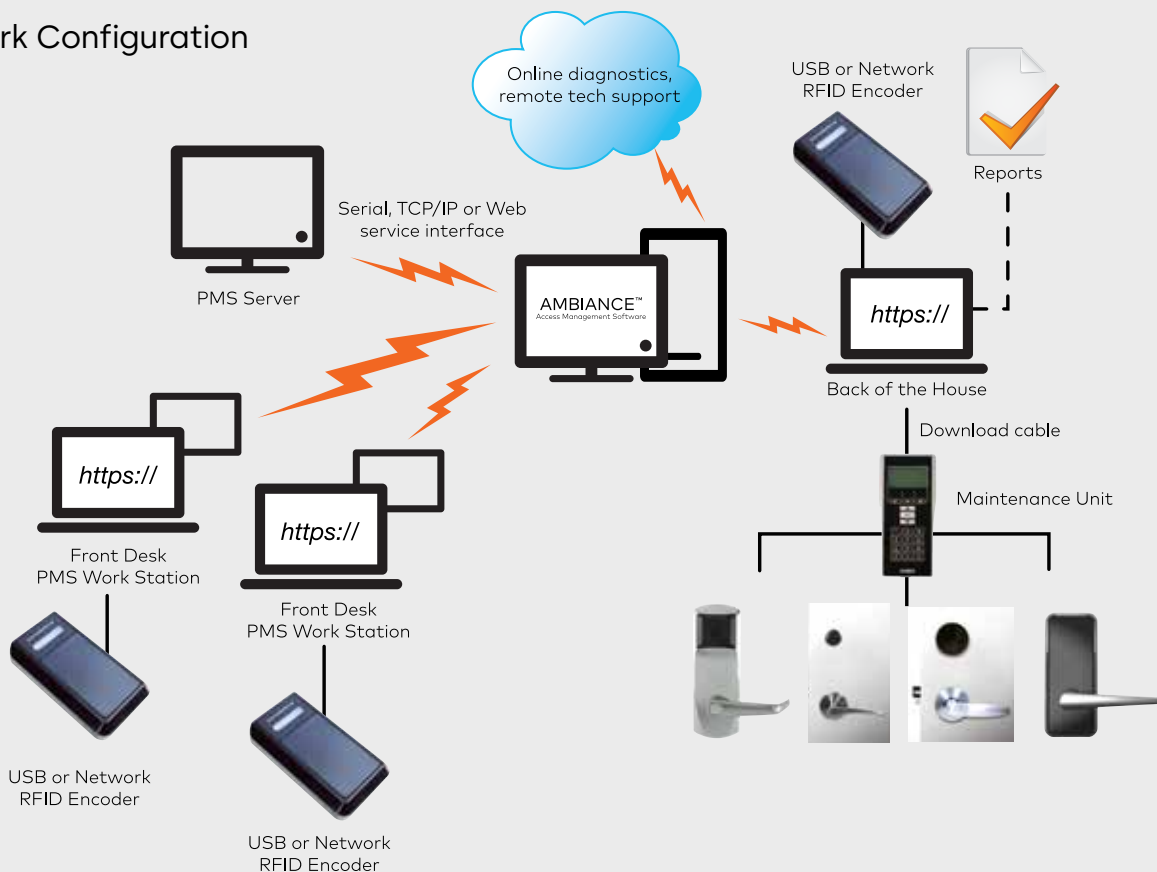 rk Configuration
Online diagnostics,
remote tech support
USB or Network
RFID Encoder
Reports
Serial, TCP/IP or Web
service interface
PMS Server
AMBIANCE™
Access Management Software
https://
Back of the House
Download cable
Maintenance Unit
https://
Front Desk
PMS Work Station
https://
Front Desk
PMS Work Station
USB or Network
RFID Encoder
USB or Network
RFID Encoder